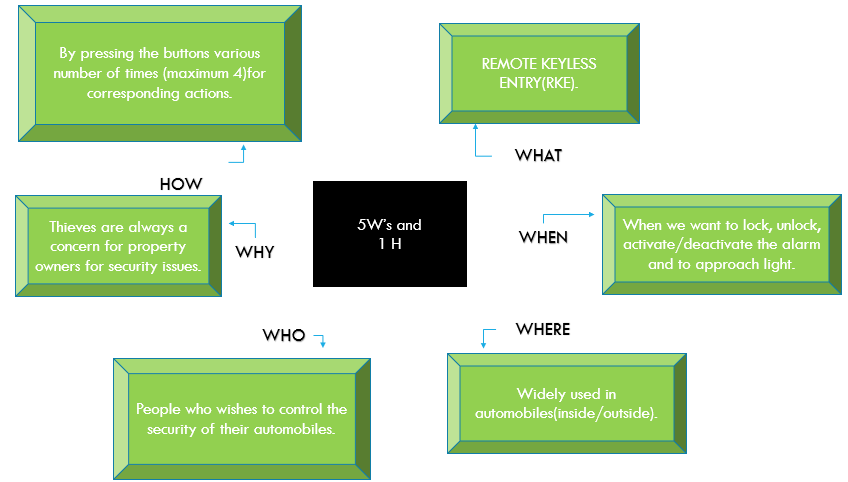 By pressing the buttons various
number of times (maximum 4)for
corresponding actions.
REMOTE KEYLESS
ENTRY(RKE).
HOW
WHAT
Thieves are always a
concern for property
owners for security issues.
WHY
5W's and
1 H
WHEN
When we want to lock, unlock,
activate/deactivate the alarm
and to approach light.
WHO
WHERE
People who wishes to control the
security of their automobiles.
Widely used in
automobiles(inside/outside).